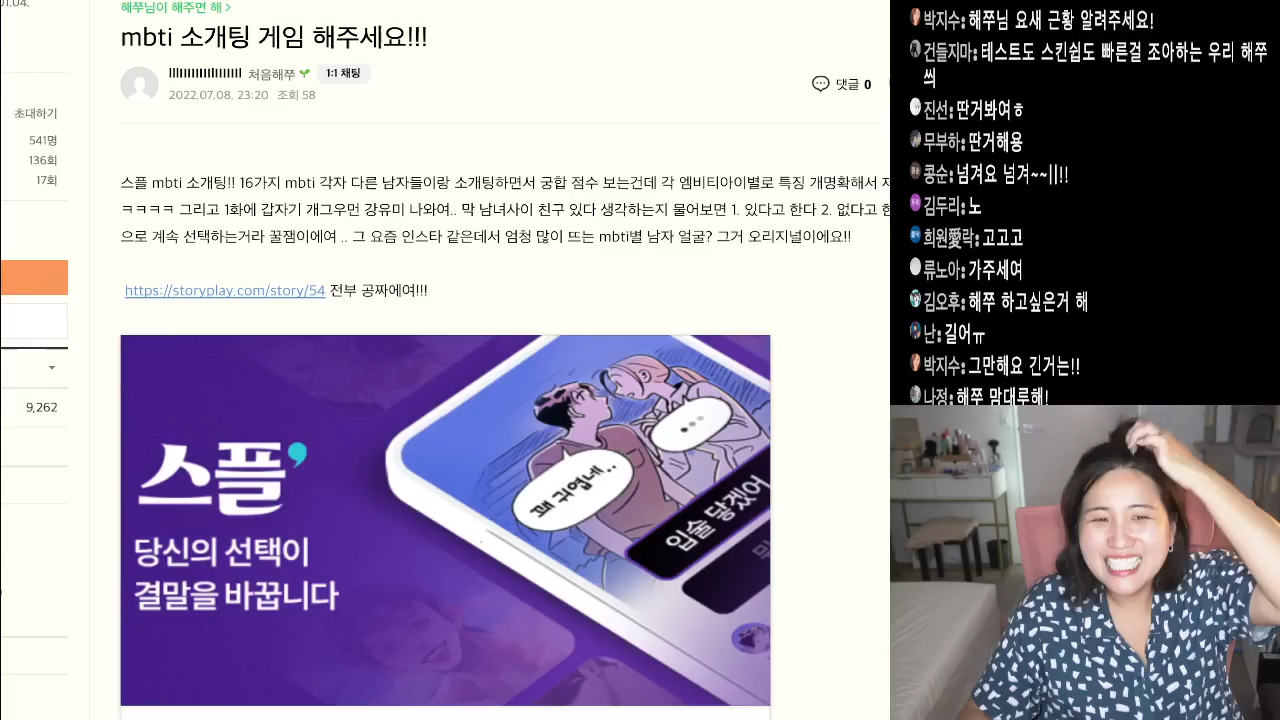 01.04.
해쭈님이 해주면 해 >
mbti 소개팅 게임 해주세요!!!
처음해쭈
1:1 채팅
2022.07.08. 23:20 조회 58
댓글 0
초대하기
541명
136회
17회
9,262
스플 mbti 소개팅!! 16가지 mbti 각자 다른 남자들이랑 소개팅하면서 궁합 점수 보는건데 각 엠비티아이별로 특징 개명확해서
ㅋㅋㅋㅋ 그리고 1화에 갑자기 개그우먼 강유미 나와여.. 막 남녀사이 친구 있다 생각하는지 물어보면 1. 있다고 한다 2. 없다고
으로 계속 선택하는거라 꿀잼이에여 .. 그 요즘 인스타 같은데서 엄청 많이 뜨는 mbti별 남자 얼굴? 그거 오리지널이에요!!
https://storyplay.com/story/54 전부 공짜에여!!!
스플
당신의 선택이
결말을 바꿉니다
꽤 귀엽네..
입술 닿겠어
박지수: 해쭈님 요새 근황 알려주세요!
건들지마: 테스트도 스킨쉽도 빠른걸 조아하는 우리 해쭈
씌
진선: 딴거봐여ㅎ
무부하: 딴거해용
콩순: 넘겨요 넘겨~~||!!
김두리: 노
희원愛락: 고고고
류노아: 가주세여
김오후: 해쭈 하고싶은거 해
난: 길어ㅠ
박지수: 그만해요 긴거는!!
나정: 해쭈 맘대루해!